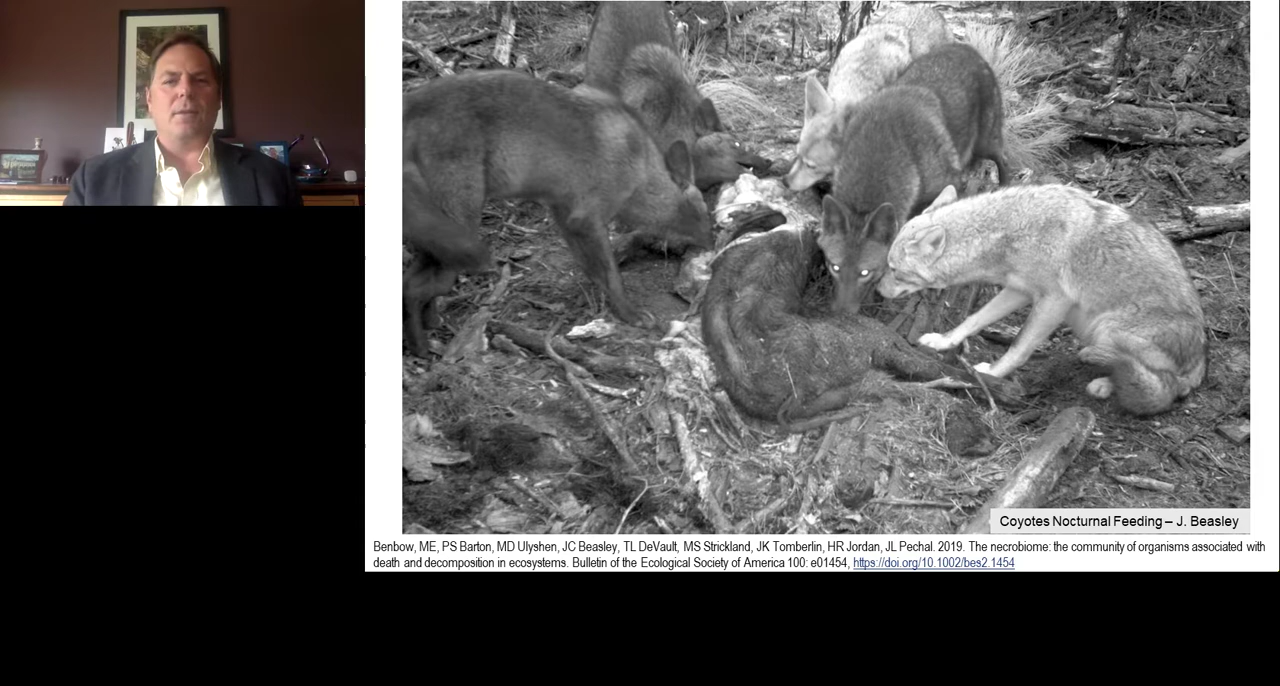 Coyotes Nocturnal Feeding – J. Beasley
Benbow, ME, PS Barton, MD Ulyshen, JC Beasley, TL DeVault, MS Strickland, JK Tomberlin, HR Jordan, JL Pechal. 2019. The necrobiome: the community of organisms associated with
death and decomposition in ecosystems. Bulletin of the Ecological Society of America 100: e01454, https://doi.org/10.1002/bes2.1454